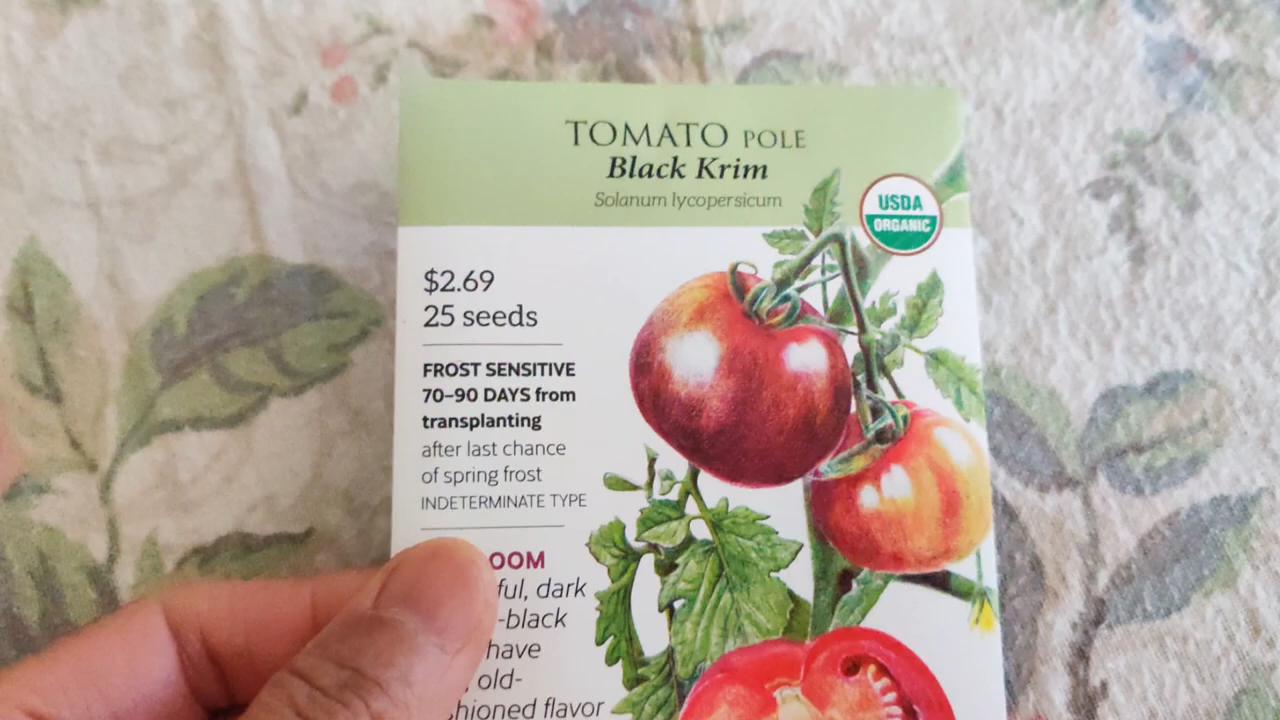 TOMATO POLE
Black Krim
Solanum lycopersicum
USDA
ORGANIC
$2.69
25 seeds
FROST SENSITIVE
70–90 DAYS from
transplanting
after last chance
of spring frost
INDETERMINATE TYPE
OOM
ful, dark
-black
have
, old-
hioned flavor